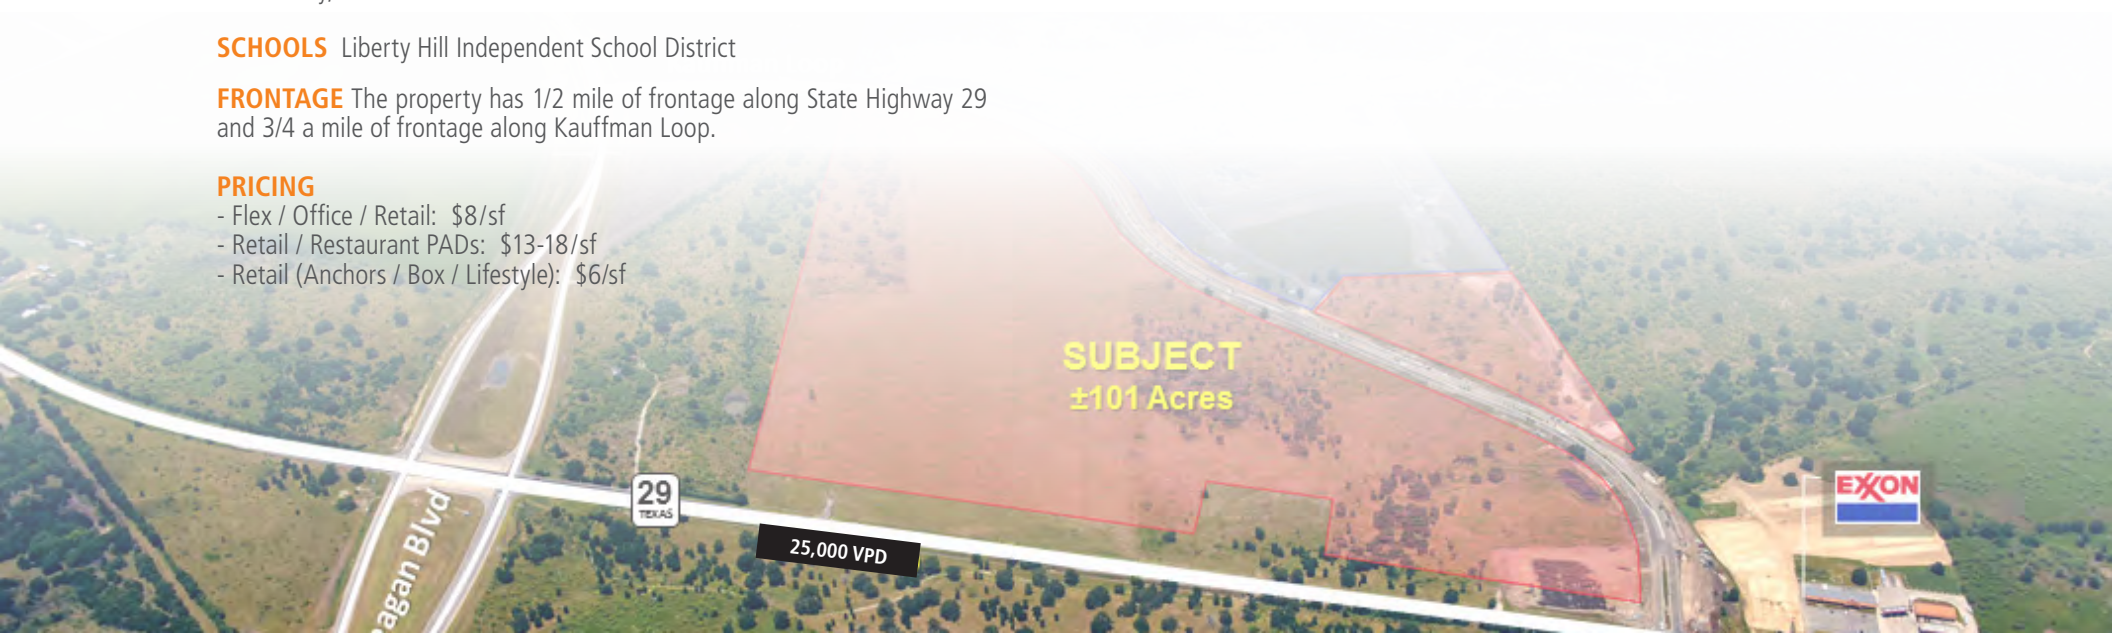 SCHOOLS Liberty Hill Independent School District
FRONTAGE The property has 1/2 mile of frontage along State Highway 29
and 3/4 a mile of frontage along Kauffman Loop.
PRICING
- Flex / Office / Retail: $8/sf
- Retail / Restaurant PADs: $13-18/sf
- Retail (Anchors / Box / Lifestyle): $6/sf
SUBJECT
±101 Acres
29
TEXAS
EXXON
25,000 VPD
eagan Blvd